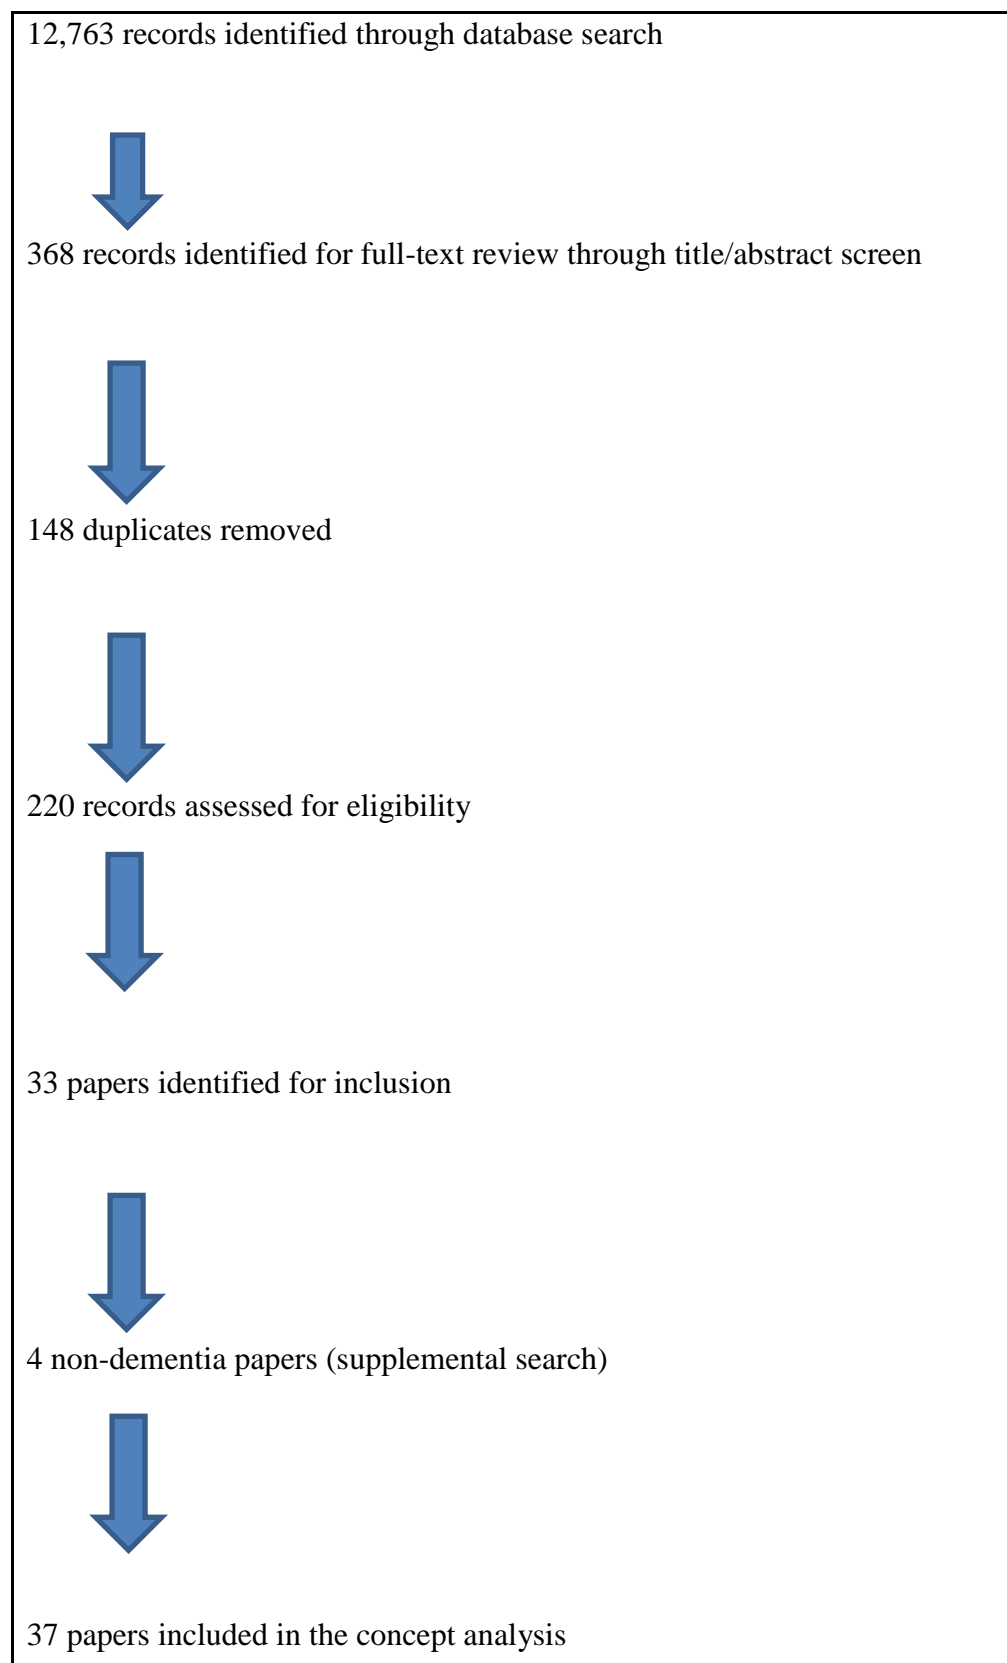 12,763 records identified through database search
368 records identified for full-text review through title/abstract screen
148 duplicates removed
220 records assessed for eligibility
33 papers identified for inclusion
4 non-dementia papers (supplemental search)
37 papers included in the concept analysis